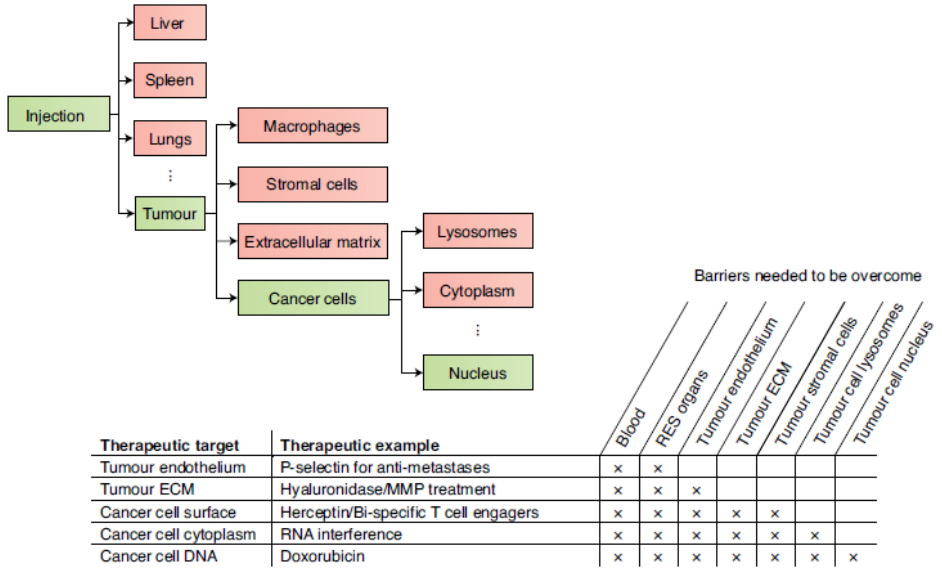 Injection
Liver
Spleen
Lungs
⋮
Tumour
Macrophages
Stromal cells
Extracellular matrix
Cancer cells
Lysosomes
Cytoplasm
⋮
Nucleus
Barriers needed to be overcome
Blood
RES organs
Tumour endothelium
Tumour ECM
Tumour stromal cells
Tumour cell lysosomes
Tumour cell nucleus
Therapeutic target Therapeutic example
Tumour endothelium P-selectin for anti-metastases × ×
Tumour ECM Hyaluronidase/MMP treatment × × ×
Cancer cell surface Herceptin/Bi-specific T cell engagers × × × × ×
Cancer cell cytoplasm RNA interference × × × × × ×
Cancer cell DNA Doxorubicin × × × × × × ×